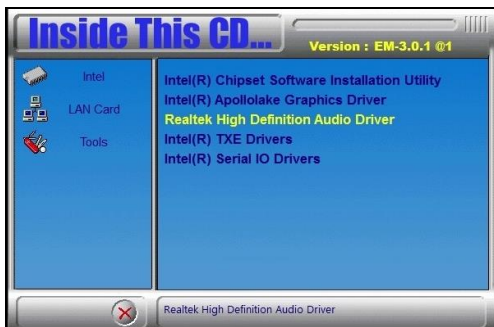 Inside This CD...
Version : EM-3.0.1 @1
Intel
LAN Card
Tools
Intel(R) Chipset Software Installation Utility
Intel(R) Apollolake Graphics Driver
Realtek High Definition Audio Driver
Intel(R) TXE Drivers
Intel(R) Serial IO Drivers
Realtek High Definition Audio Driver